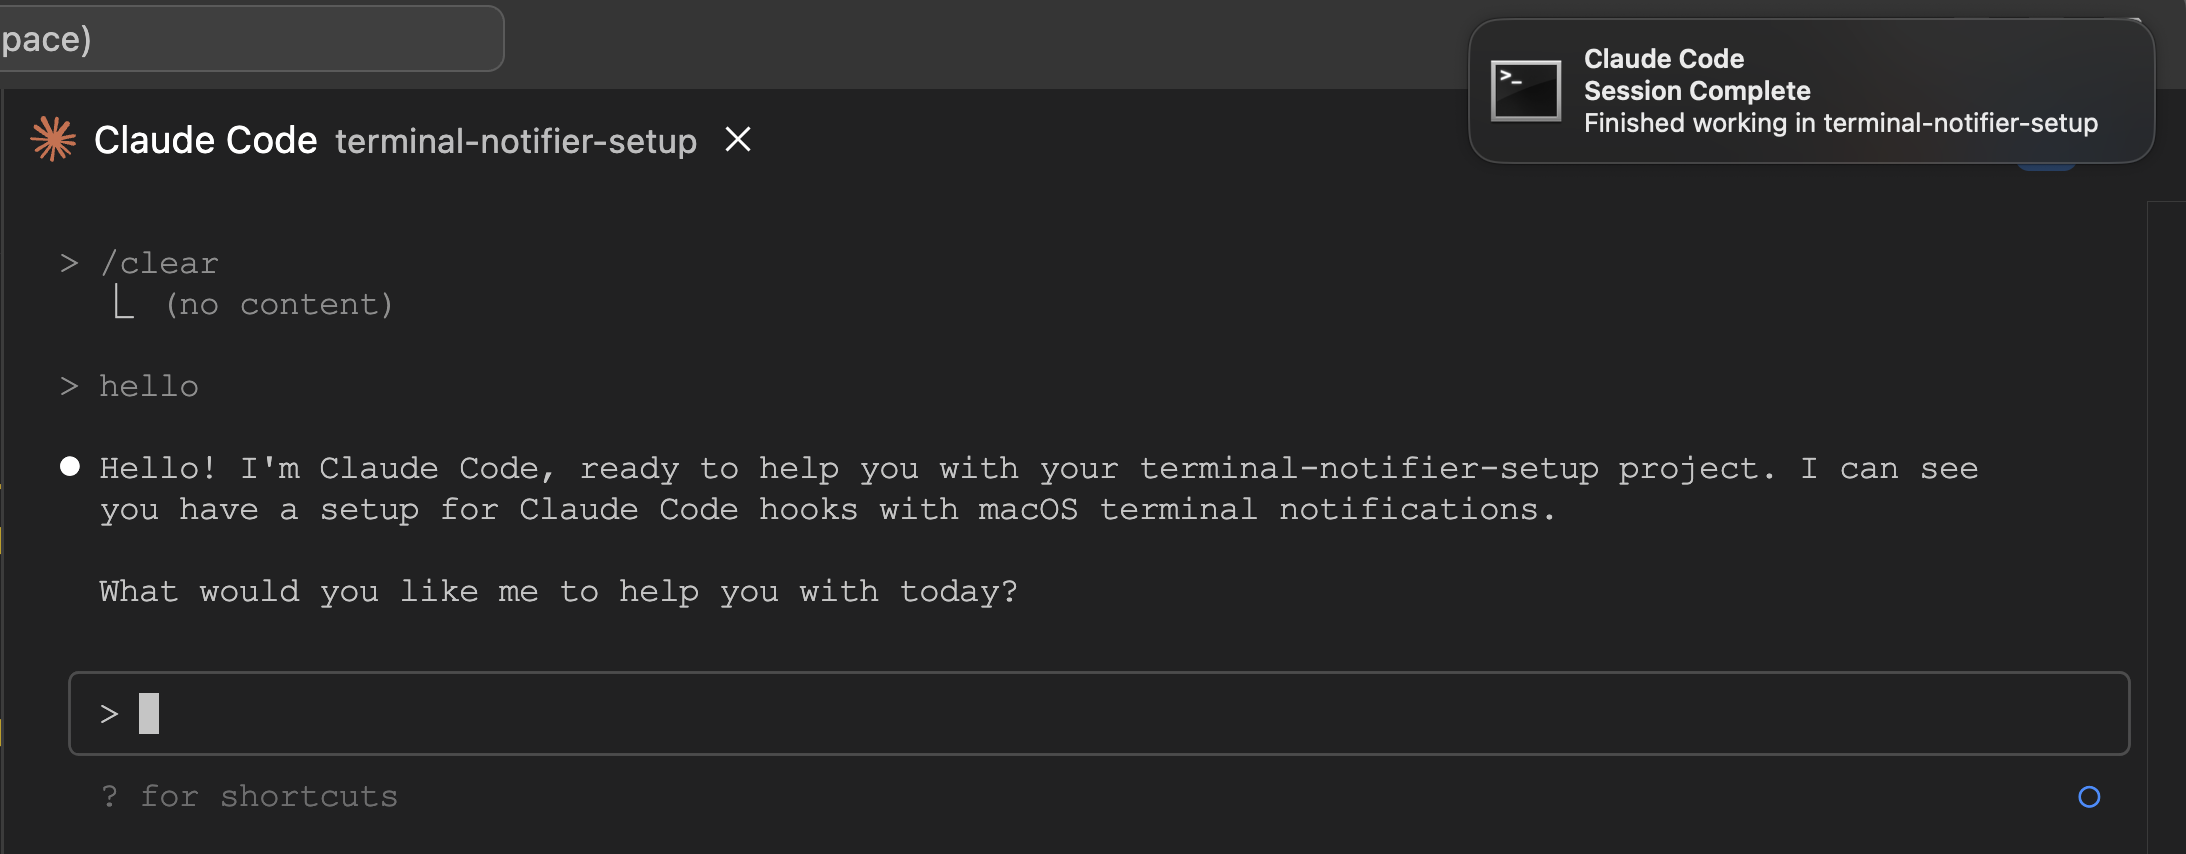 pace)
Claude Code
Session Complete
Finished working in terminal-notifier-setup
>_
Claude Code terminal-notifier-setup
> /clear
(no content)
> hello
Hello! I'm Claude Code, ready to help you with your terminal-notifier-setup project. I can see
you have a setup for Claude Code hooks with macOS terminal notifications.
What would you like me to help you with today?
>
? for shortcuts